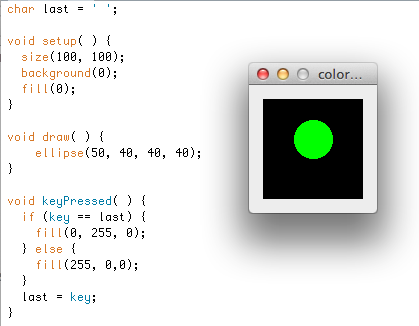 char last = ' ';
void setup( ) {
  size(100, 100);
  background(0);
  fill(0);
}
void draw( ) {
    ellipse(50, 40, 40, 40);
}
void keyPressed( ) {
  if (key == last) {
    fill(0, 255, 0);
  } else {
    fill(255, 0,0);
  }
  last = key;
}
color...